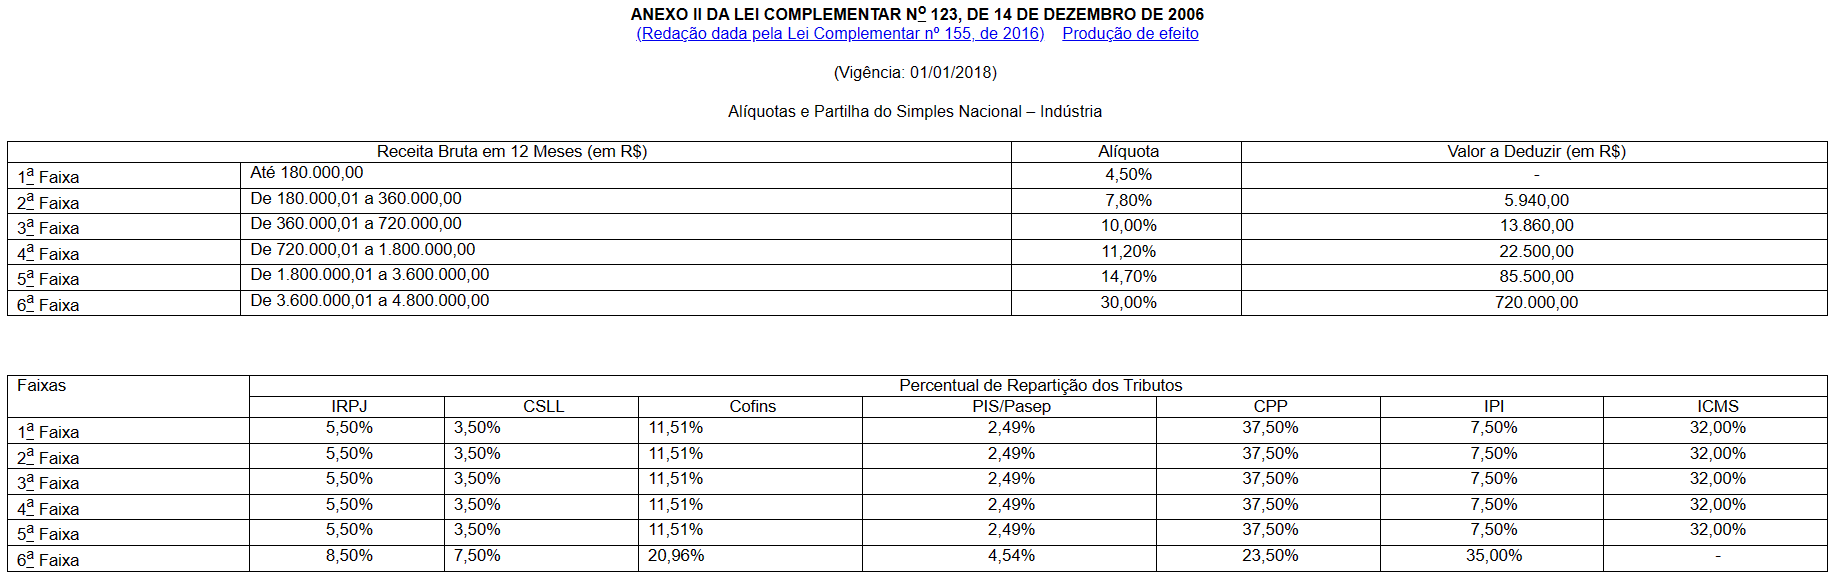 ANEXO II DA LEI COMPLEMENTAR Nº 123, DE 14 DE DEZEMBRO DE 2006
(Redação dada pela Lei Complementar nº 155, de 2016) Produção de efeito
(Vigência: 01/01/2018)
Alíquotas e Partilha do Simples Nacional – Indústria
Receita Bruta em 12 Meses (em R$) Alíquota Valor a Deduzir (em R$)
1ª Faixa Até 180.000,00 4,50% -
2ª Faixa De 180.000,01 a 360.000,00 7,80% 5.940,00
3ª Faixa De 360.000,01 a 720.000,00 10,00% 13.860,00
4ª Faixa De 720.000,01 a 1.800.000,00 11,20% 22.500,00
5ª Faixa De 1.800.000,01 a 3.600.000,00 14,70% 85.500,00
6ª Faixa De 3.600.000,01 a 4.800.000,00 30,00% 720.000,00
Faixas Percentual de Repartição dos Tributos
IRPJ CSLL Cofins PIS/Pasep CPP IPI ICMS
1ª Faixa 5,50% 3,50% 11,51% 2,49% 37,50% 7,50% 32,00%
2ª Faixa 5,50% 3,50% 11,51% 2,49% 37,50% 7,50% 32,00%
3ª Faixa 5,50% 3,50% 11,51% 2,49% 37,50% 7,50% 32,00%
4ª Faixa 5,50% 3,50% 11,51% 2,49% 37,50% 7,50% 32,00%
5ª Faixa 5,50% 3,50% 11,51% 2,49% 37,50% 7,50% 32,00%
6ª Faixa 8,50% 7,50% 20,96% 4,54% 23,50% 35,00% -